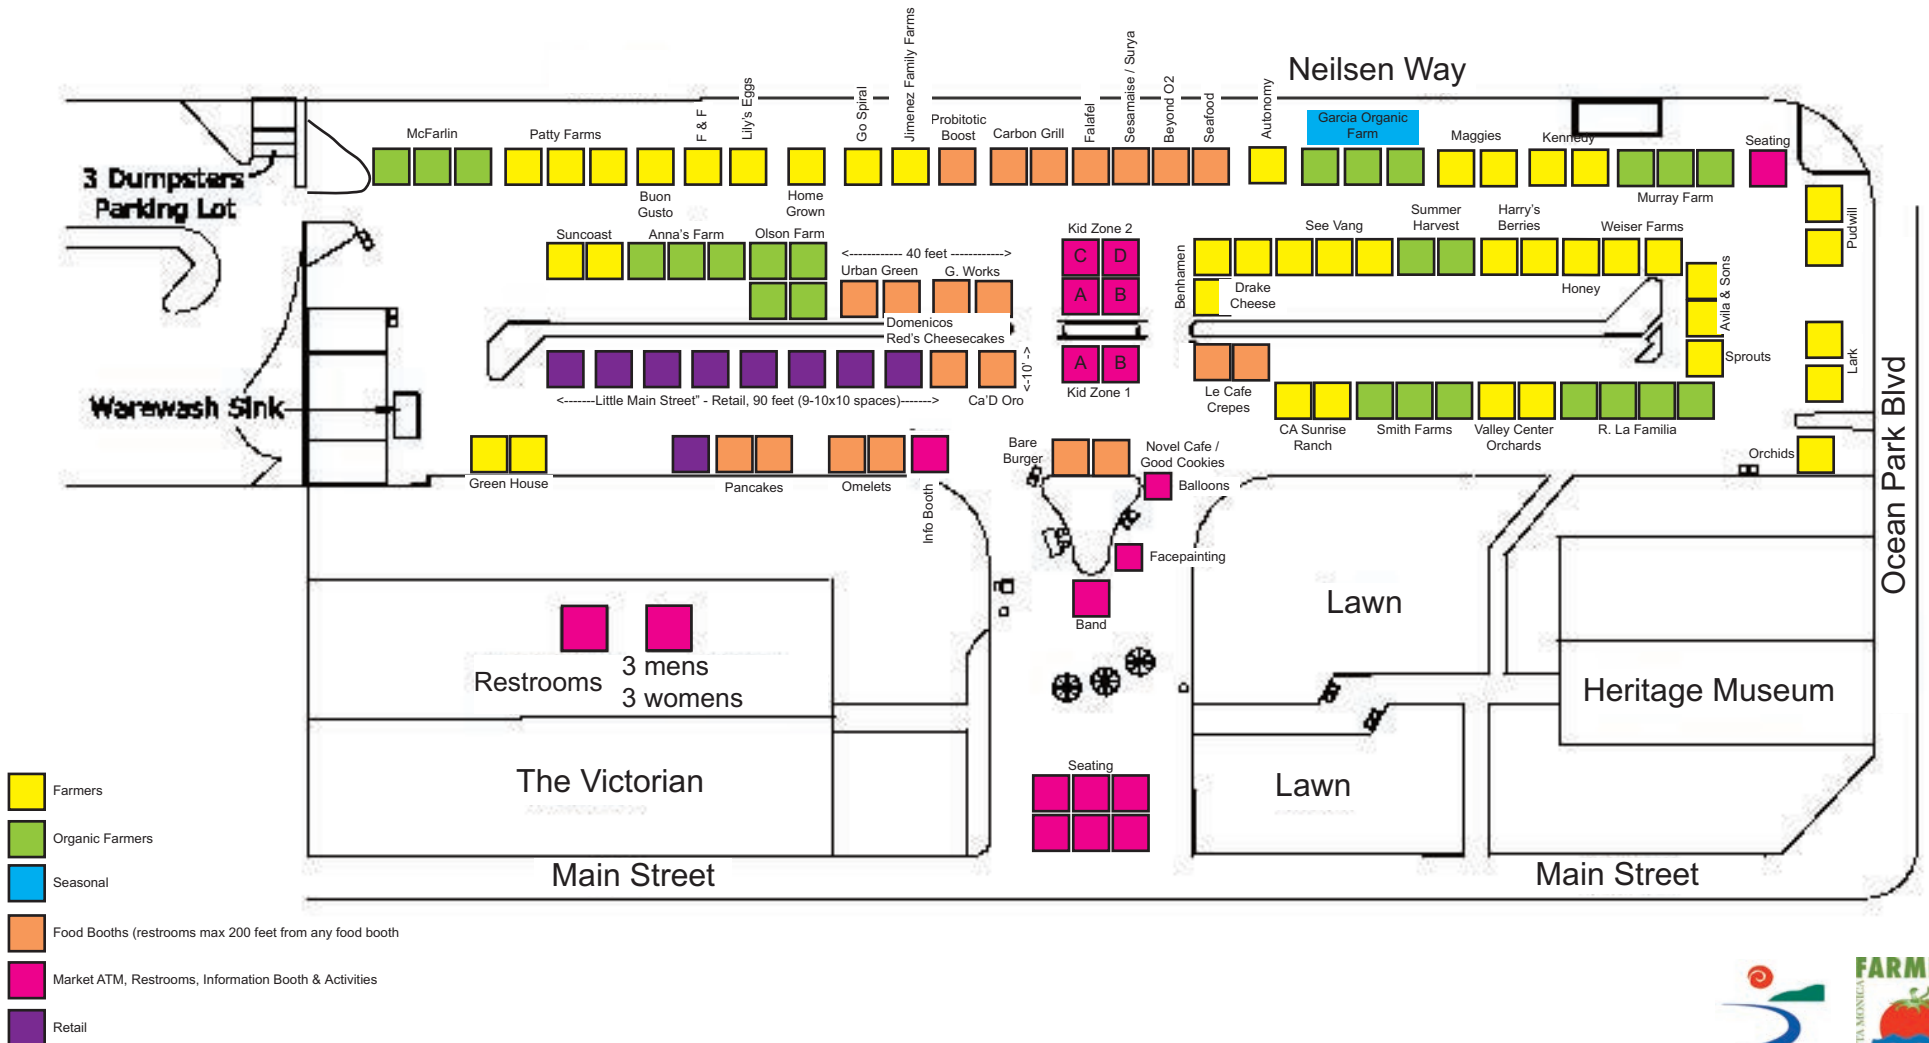 Neilsen Way
McFarlin
Patty Farms
F & F
Lily's Eggs
Go Spiral
Jimenez Family Farms
Probitotic
Boost
Carbon Grill
Falafel
Sesamaise / Surya
Beyond O2
Seafood
Autonomy
Garcia Organic
Farm
Maggies
Kennedy
Seating
3 Dumpsters
Parking Lot
Buon
Gusto
Home
Grown
Murray Farm
Pudwill
Suncoast
Anna's Farm
Olson Farm
<------------ 40 feet ----------->
Urban Green
G. Works
Kid Zone 2
C
D
A
B
Benhamen
Drake
Cheese
See Vang
Summer
Harvest
Harry's
Berries
Weiser Farms
Honey
Avila & Sons
Domenicos
Red's Cheesecakes
<-10' ->
A
B
Kid Zone 1
Le Cafe
Crepes
Sprouts
Lark
Warewash Sink
<-------Little Main Street" - Retail, 90 feet (9-10x10 spaces)------->
Ca'D Oro
CA Sunrise
Ranch
Smith Farms
Valley Center
Orchards
R. La Familia
Orchids
Ocean Park Blvd
Green House
Pancakes
Omelets
Info Booth
Bare
Burger
Novel Cafe /
Good Cookies
Balloons
Facepainting
Band
Lawn
Restrooms
3 mens
3 womens
Heritage Museum
The Victorian
Seating
Lawn
Main Street
Main Street
Farmers
Organic Farmers
Seasonal
Food Booths (restrooms max 200 feet from any food booth
Market ATM, Restrooms, Information Booth & Activities
Retail
FARM
TA MONICA